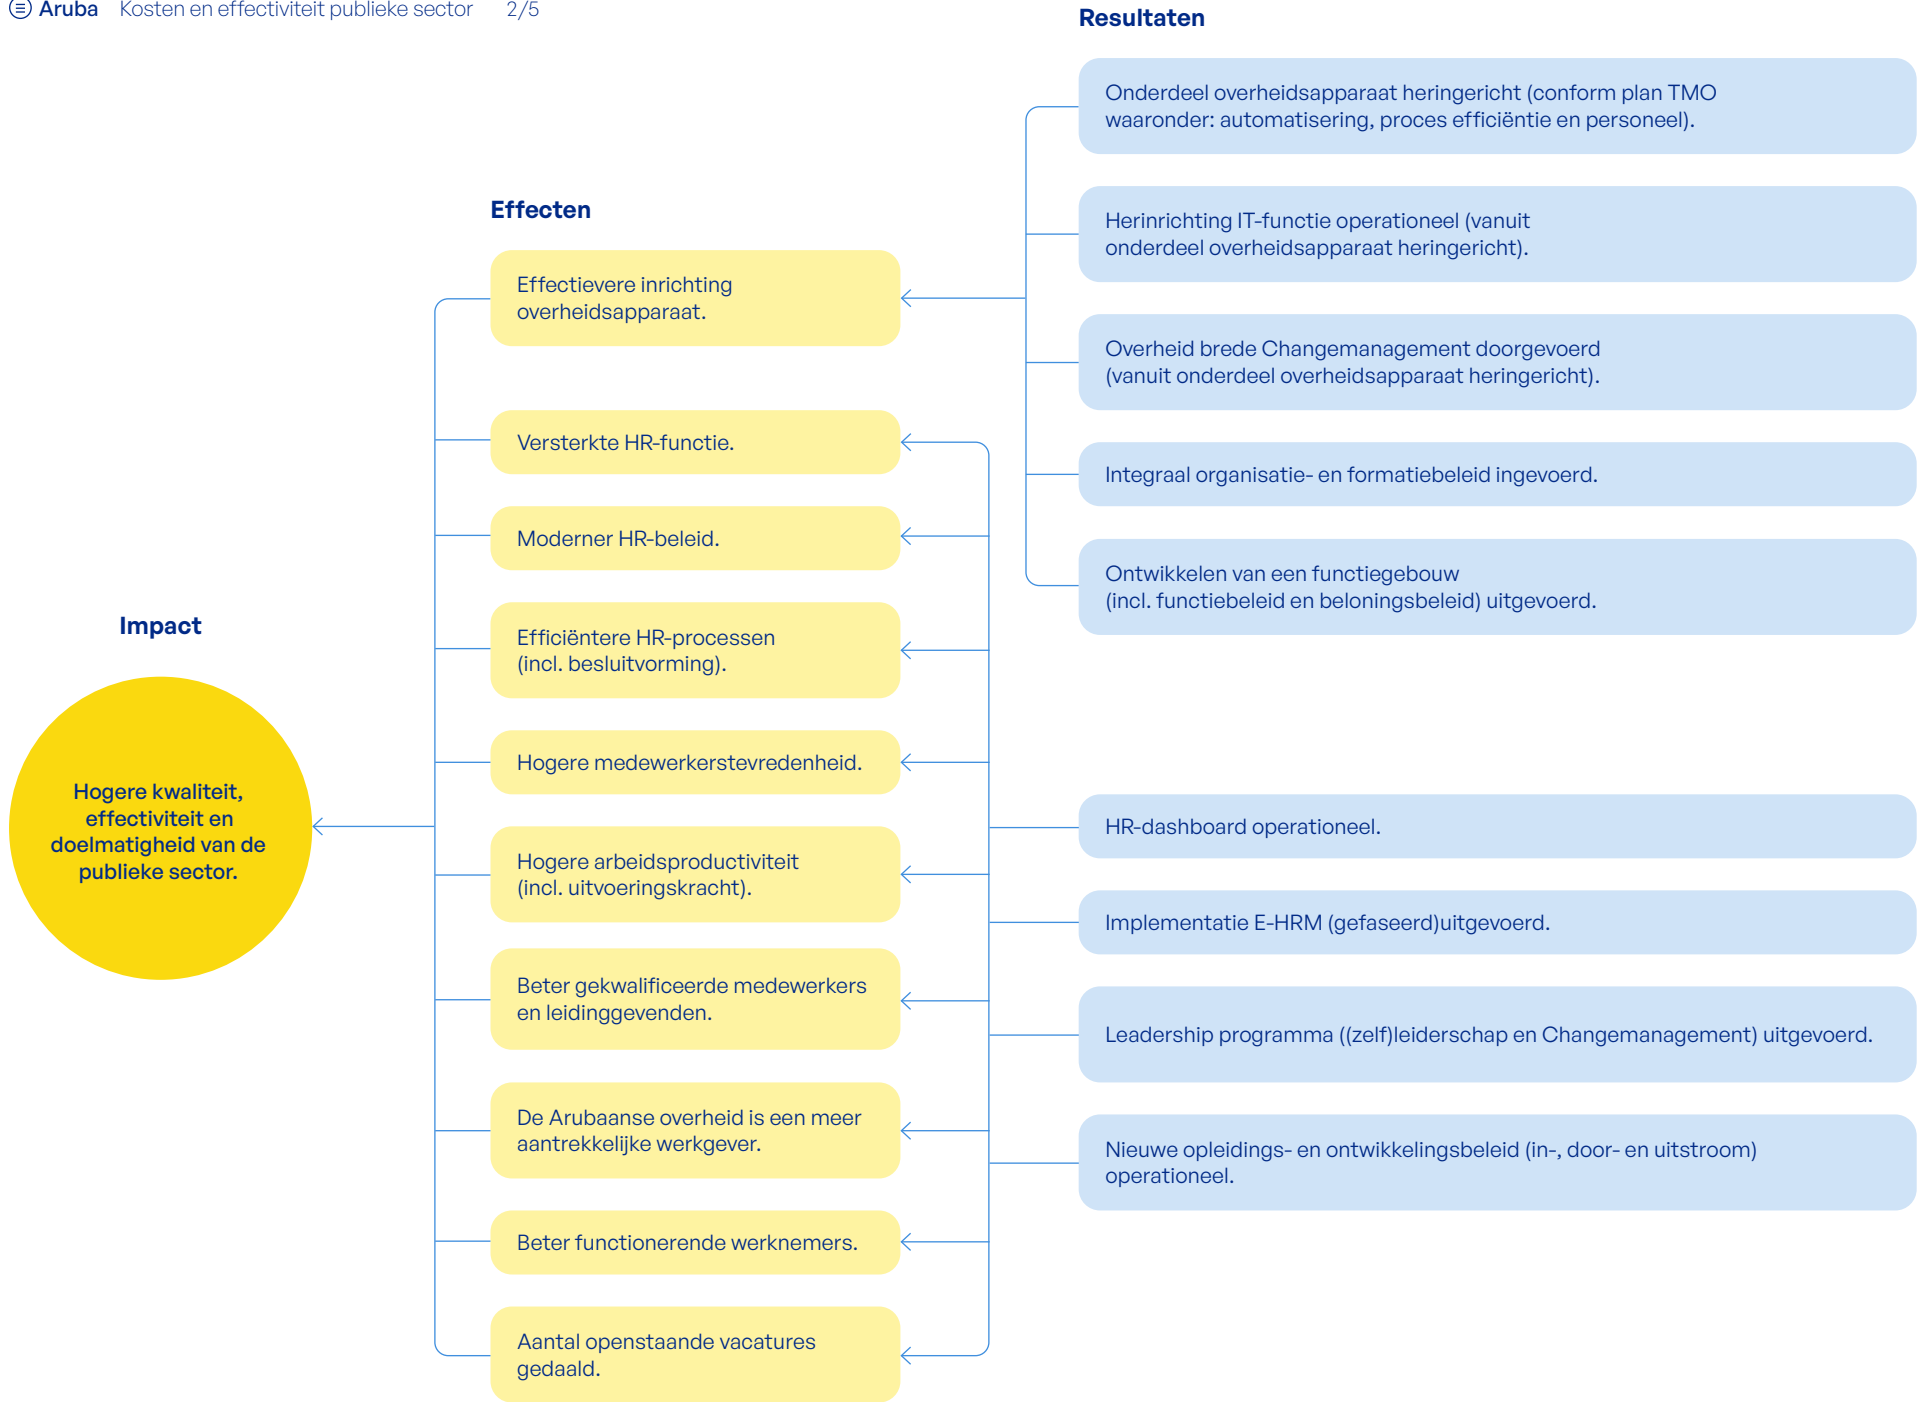 Aruba Kosten en effectiviteit publieke sector 2/5
Resultaten
Onderdeel overheidsapparaat heringericht (conform plan TMO
waaronder: automatisering, proces efficiëntie en personeel).
Herinrichting IT-functie operationeel (vanuit
onderdeel overheidsapparaat heringericht).
Overheid brede Changemanagement doorgevoerd
(vanuit onderdeel overheidsapparaat heringericht).
Integraal organisatie- en formatiebeleid ingevoerd.
Ontwikkelen van een functiegebouw
(incl. functiebeleid en beloningsbeleid) uitgevoerd.
HR-dashboard operationeel.
Implementatie E-HRM (gefaseerd)uitgevoerd.
Leadership programma ((zelf)leiderschap en Changemanagement) uitgevoerd.
Nieuwe opleidings- en ontwikkelingsbeleid (in-, door- en uitstroom)
operationeel.
Effecten
Effectievere inrichting
overheidsapparaat.
Versterkte HR-functie.
Moderner HR-beleid.
Efficiëntere HR-processen
(incl. besluitvorming).
Hogere medewerkerstevredenheid.
Hogere arbeidsproductiviteit
(incl. uitvoeringskracht).
Beter gekwalificeerde medewerkers
en leidinggevenden.
De Arubaanse overheid is een meer
aantrekkelijke werkgever.
Beter functionerende werknemers.
Aantal openstaande vacatures
gedaald.
Impact
Hogere kwaliteit,
effectiviteit en
doelmatigheid van de
publieke sector.